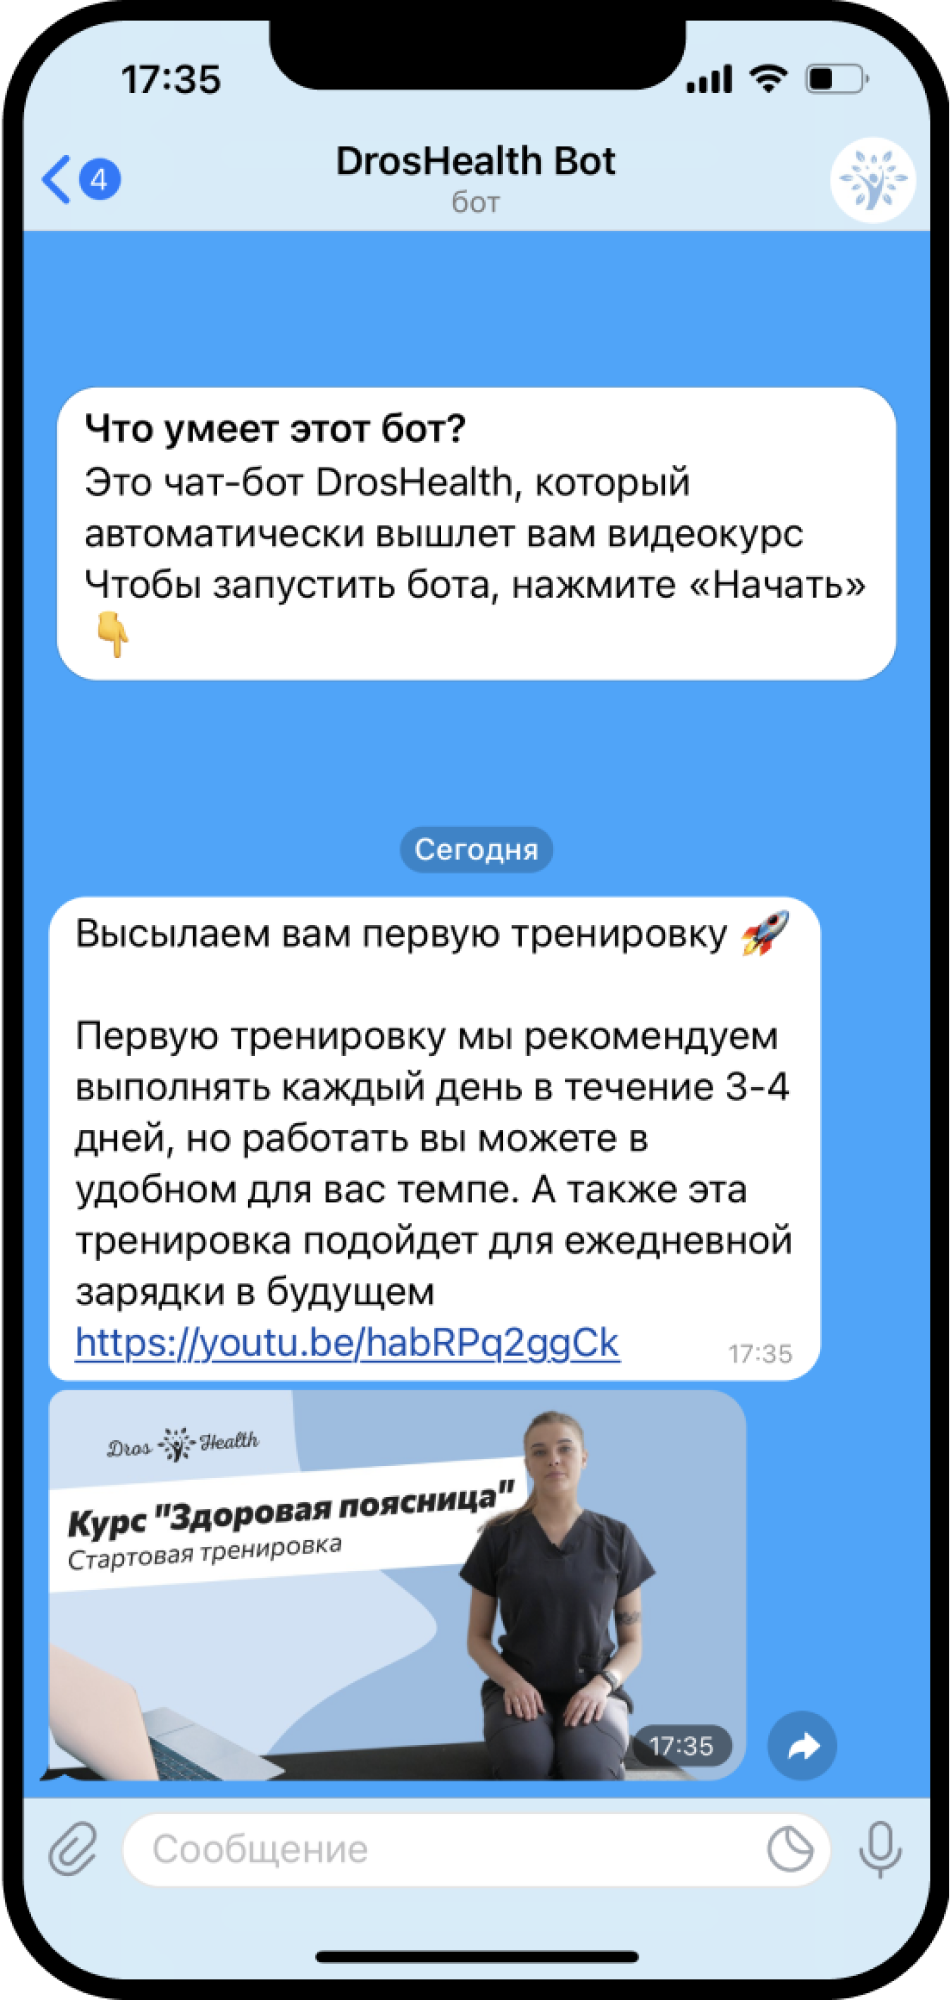 17:35
4
DrosHealth Bot
бот
Что умеет этот бот?
Это чат-бот DrosHealth, который
автоматически вышлет вам видеокурс
Чтобы запустить бота, нажмите «Начать»
👇
Сегодня
Высылаем вам первую тренировку 🚀
Первую тренировку мы рекомендуем
выполнять каждый день в течение 3-4
дней, но работать вы можете в
удобном для вас темпе. А также эта
тренировка подойдет для ежедневной
зарядки в будущем
https://youtu.be/habRPq2ggCk
17:35
Dros Health
Курс "Здоровая поясница"
Стартовая тренировка
17:35
Сообщение